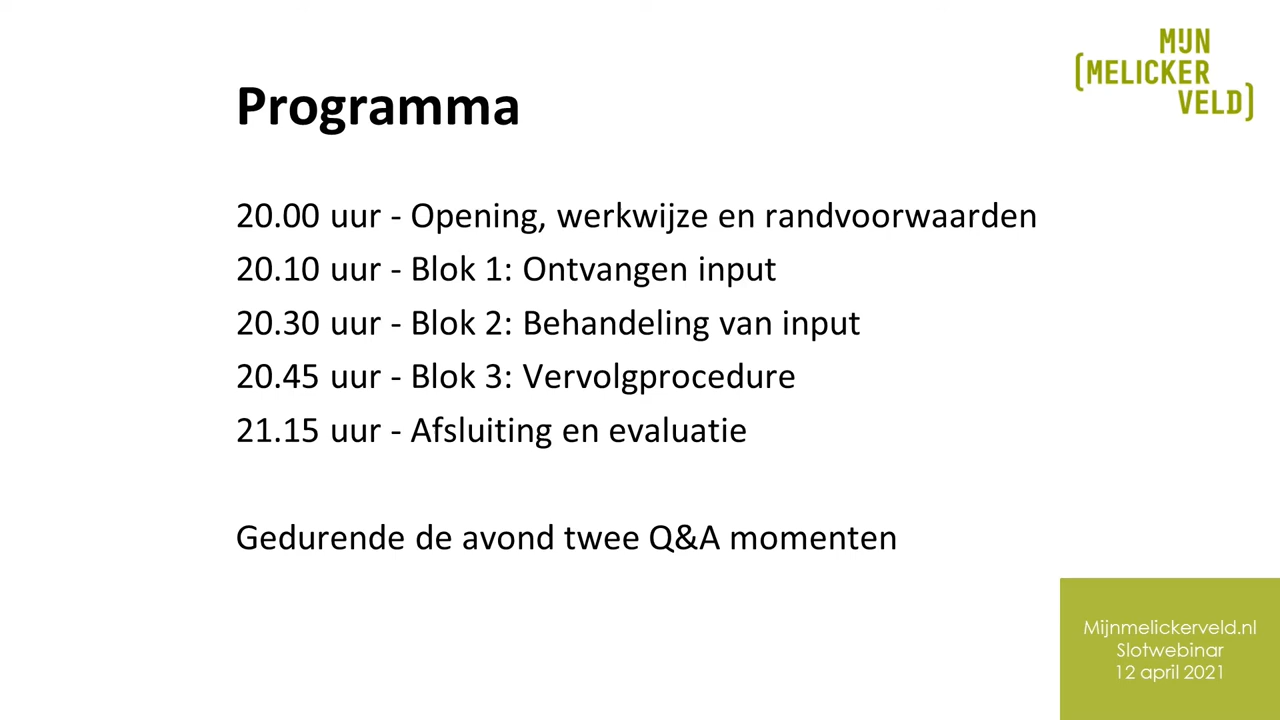 MIJN
(MELICKER
VELD)
Programma
20.00 uur - Opening, werkwijze en randvoorwaarden
20.10 uur - Blok 1: Ontvangen input
20.30 uur - Blok 2: Behandeling van input
20.45 uur - Blok 3: Vervolgprocedure
21.15 uur - Afsluiting en evaluatie
Gedurende de avond twee Q&A momenten
Mijnmelickerveld.nl
Slotwebinar
12 april 2021